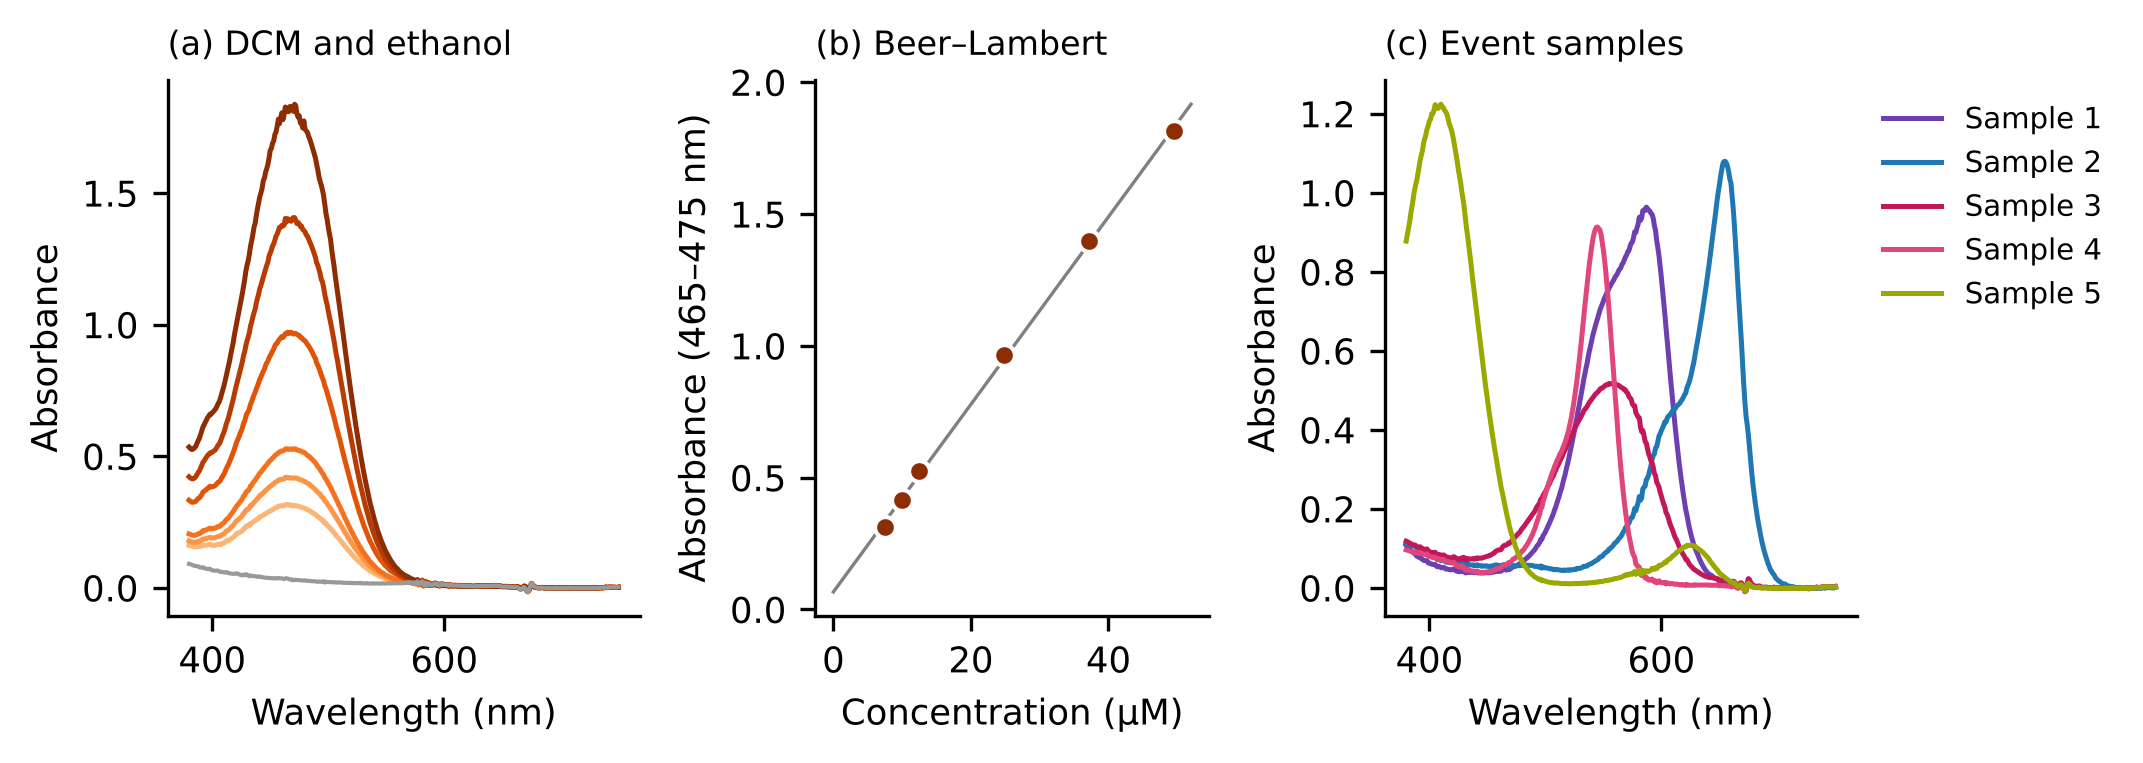 (a) DCM and ethanol
Absorbance
1.5
1.0
0.5
0.0
400 600
Wavelength (nm)
(b) Beer–Lambert
Absorbance (465–475 nm)
2.0
1.5
1.0
0.5
0.0
0 20 40
Concentration (μM)
(c) Event samples
Absorbance
1.2
1.0
0.8
0.6
0.4
0.2
0.0
400 600
Wavelength (nm)
Sample 1
Sample 2
Sample 3
Sample 4
Sample 5